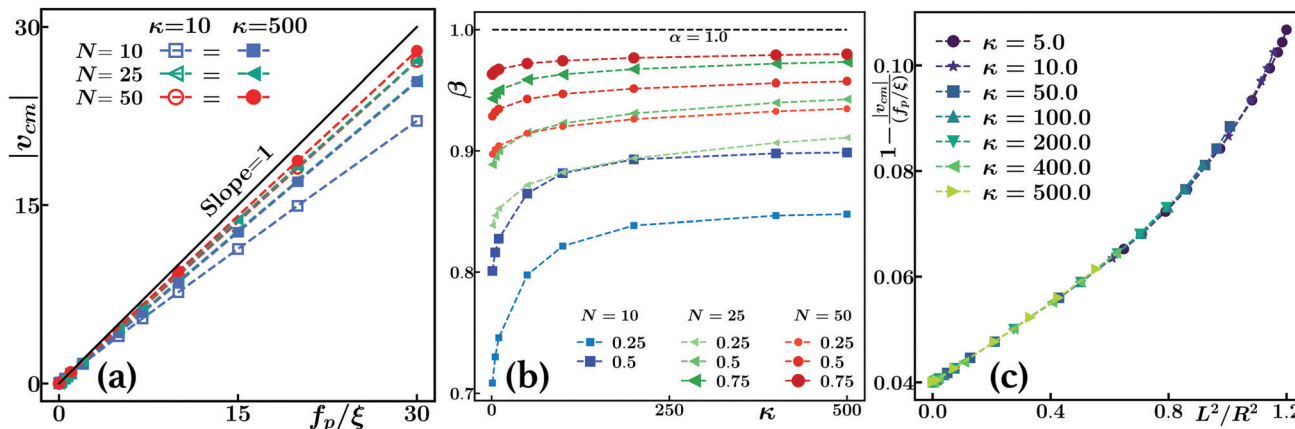 30
15
0
|v_cm|
κ=10 κ=500
N= 10 =
N= 25 =
N= 50 =
Slope=1
(a)
0 15 30
f_p/ξ
1.0
0.9
0.8
0.7
β
α = 1.0
N = 10 N = 25 N = 50
0.25 0.25 0.25
0.5 0.5 0.5
0.75 0.75
(b)
0 250 500
κ
0.10
0.08
0.06
0.04
1 − |v_cm|/(f_p/ξ)
κ = 5.0
κ = 10.0
κ = 50.0
κ = 100.0
κ = 200.0
κ = 400.0
κ = 500.0
(c)
0.0 0.4 0.8 1.2
L²/R²